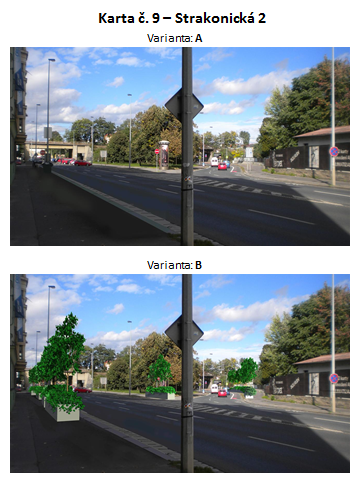 Karta č. 9 – Strakonická 2
Varianta: A
Varianta: B